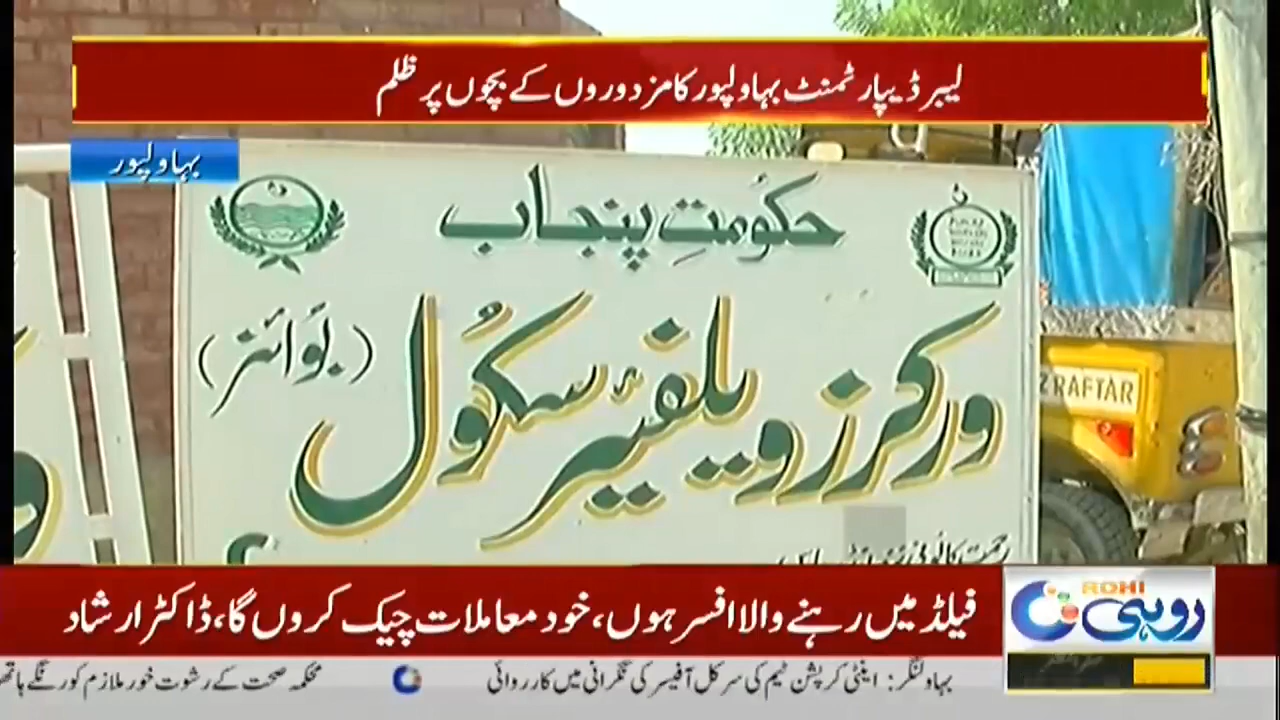 لیبر ڈیپارٹمنٹ بہاولپور کا مزدوروں کے بچوں پر ظلم
بہاولپور
حکومتِ پنجاب
ورکرز ویلفیئر سکول (بوائز)
رحمت کالونی
Z RAFTAR
فیلڈ میں رہنے والا افسر ہوں، خود معاملات چیک کروں گا، ڈاکٹر ارشاد
ROHI
روہی
بہاولنگر: اینٹی کرپشن ٹیم کی سرکل آفیسر کی نگرانی میں کارروائی
محکمہ صحت کے رشوت خور ملازم کو رنگے ہاتھ